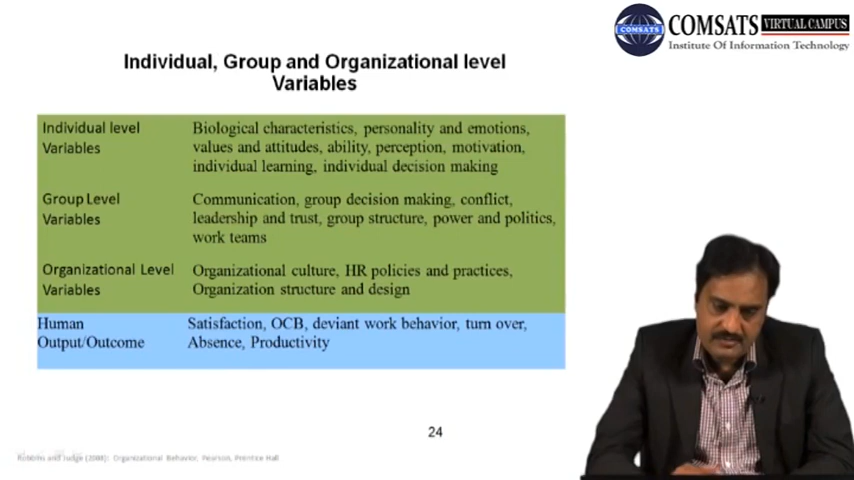 COMSATS VIRTUAL CAMPUS
Institute Of Information Technology
COMSATS
Individual, Group and Organizational level
Variables
Individual level
Variables
Biological characteristics, personality and emotions,
values and attitudes, ability, perception, motivation,
individual learning, individual decision making
Group Level
Variables
Communication, group decision making, conflict,
leadership and trust, group structure, power and politics,
work teams
Organizational Level
Variables
Organizational culture, HR policies and practices,
Organization structure and design
Human
Output/Outcome
Satisfaction, OCB, deviant work behavior, turn over,
Absence, Productivity
24
Robbins and Judge Organizational Behavior, Pearson, Prentice Hall